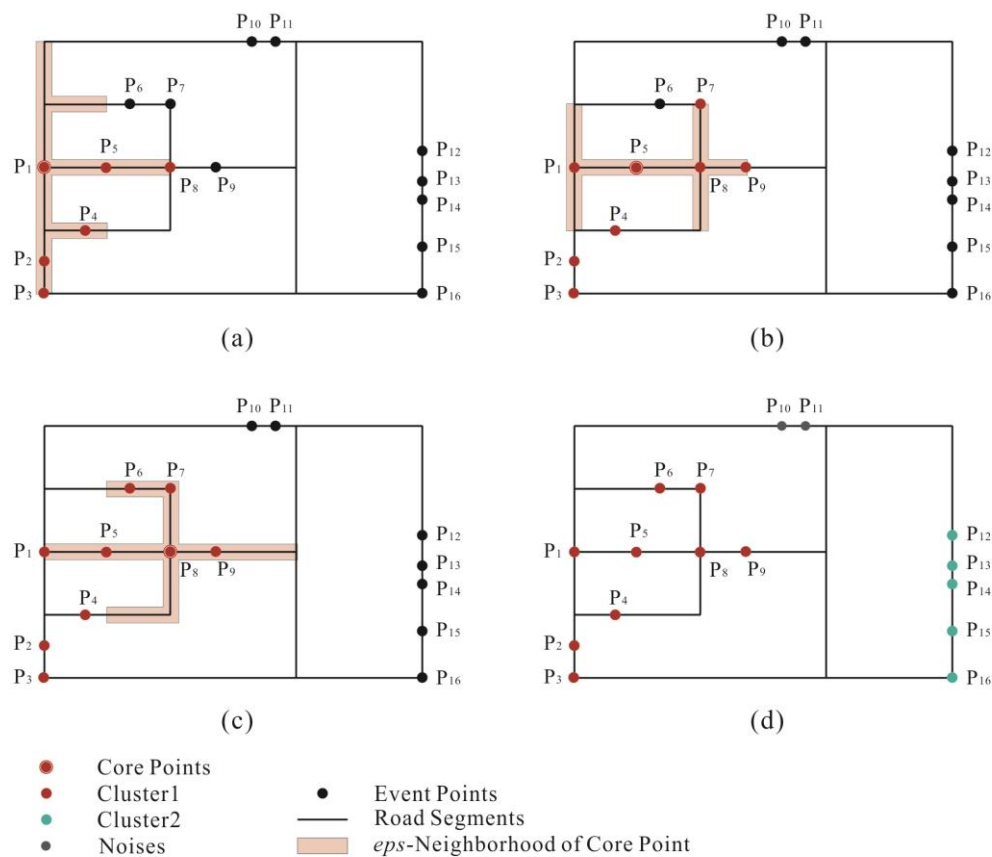 P10 P11 P10 P11
P6 P7 P6 P7
P1 P5 P8 P9 P12 P1 P5 P8 P9 P12
P13 P13
P4 P14 P4 P14
P2 P15 P2 P15
P3 P16 P3 P16
(a) (b)
P10 P11 P10 P11
P6 P7 P6 P7
P1 P5 P8 P9 P12 P1 P5 P8 P9 P12
P13 P13
P4 P14 P4 P14
P2 P15 P2 P15
P3 P16 P3 P16
(c) (d)
Core Points
Cluster1 Event Points
Cluster2 Road Segments
Noises eps-Neighborhood of Core Point